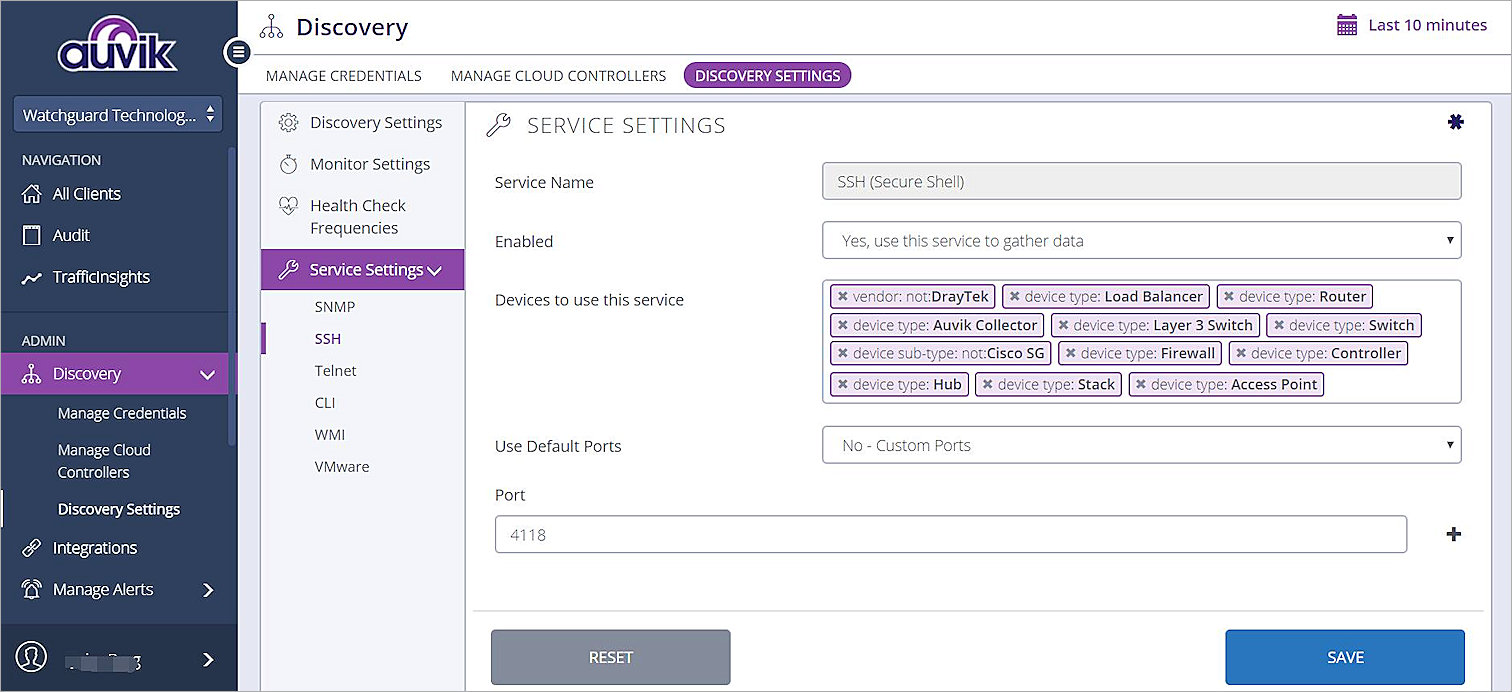 auvik
Watchguard Technolog...
NAVIGATION
All Clients
Audit
TrafficInsights
ADMIN
Discovery
Manage Credentials
Manage Cloud
Controllers
Discovery Settings
Integrations
Manage Alerts
Discovery
Last 10 minutes
MANAGE CREDENTIALS MANAGE CLOUD CONTROLLERS DISCOVERY SETTINGS
Discovery Settings
Monitor Settings
Health Check
Frequencies
Service Settings
SNMP
SSH
Telnet
CLI
WMI
VMware
SERVICE SETTINGS
Service Name SSH (Secure Shell)
Enabled Yes, use this service to gather data
Devices to use this service vendor: not:DrayTek device type: Load Balancer device type: Router
device type: Auvik Collector device type: Layer 3 Switch device type: Switch
device sub-type: not:Cisco SG device type: Firewall device type: Controller
device type: Hub device type: Stack device type: Access Point
Use Default Ports No - Custom Ports
Port
4118
RESET SAVE